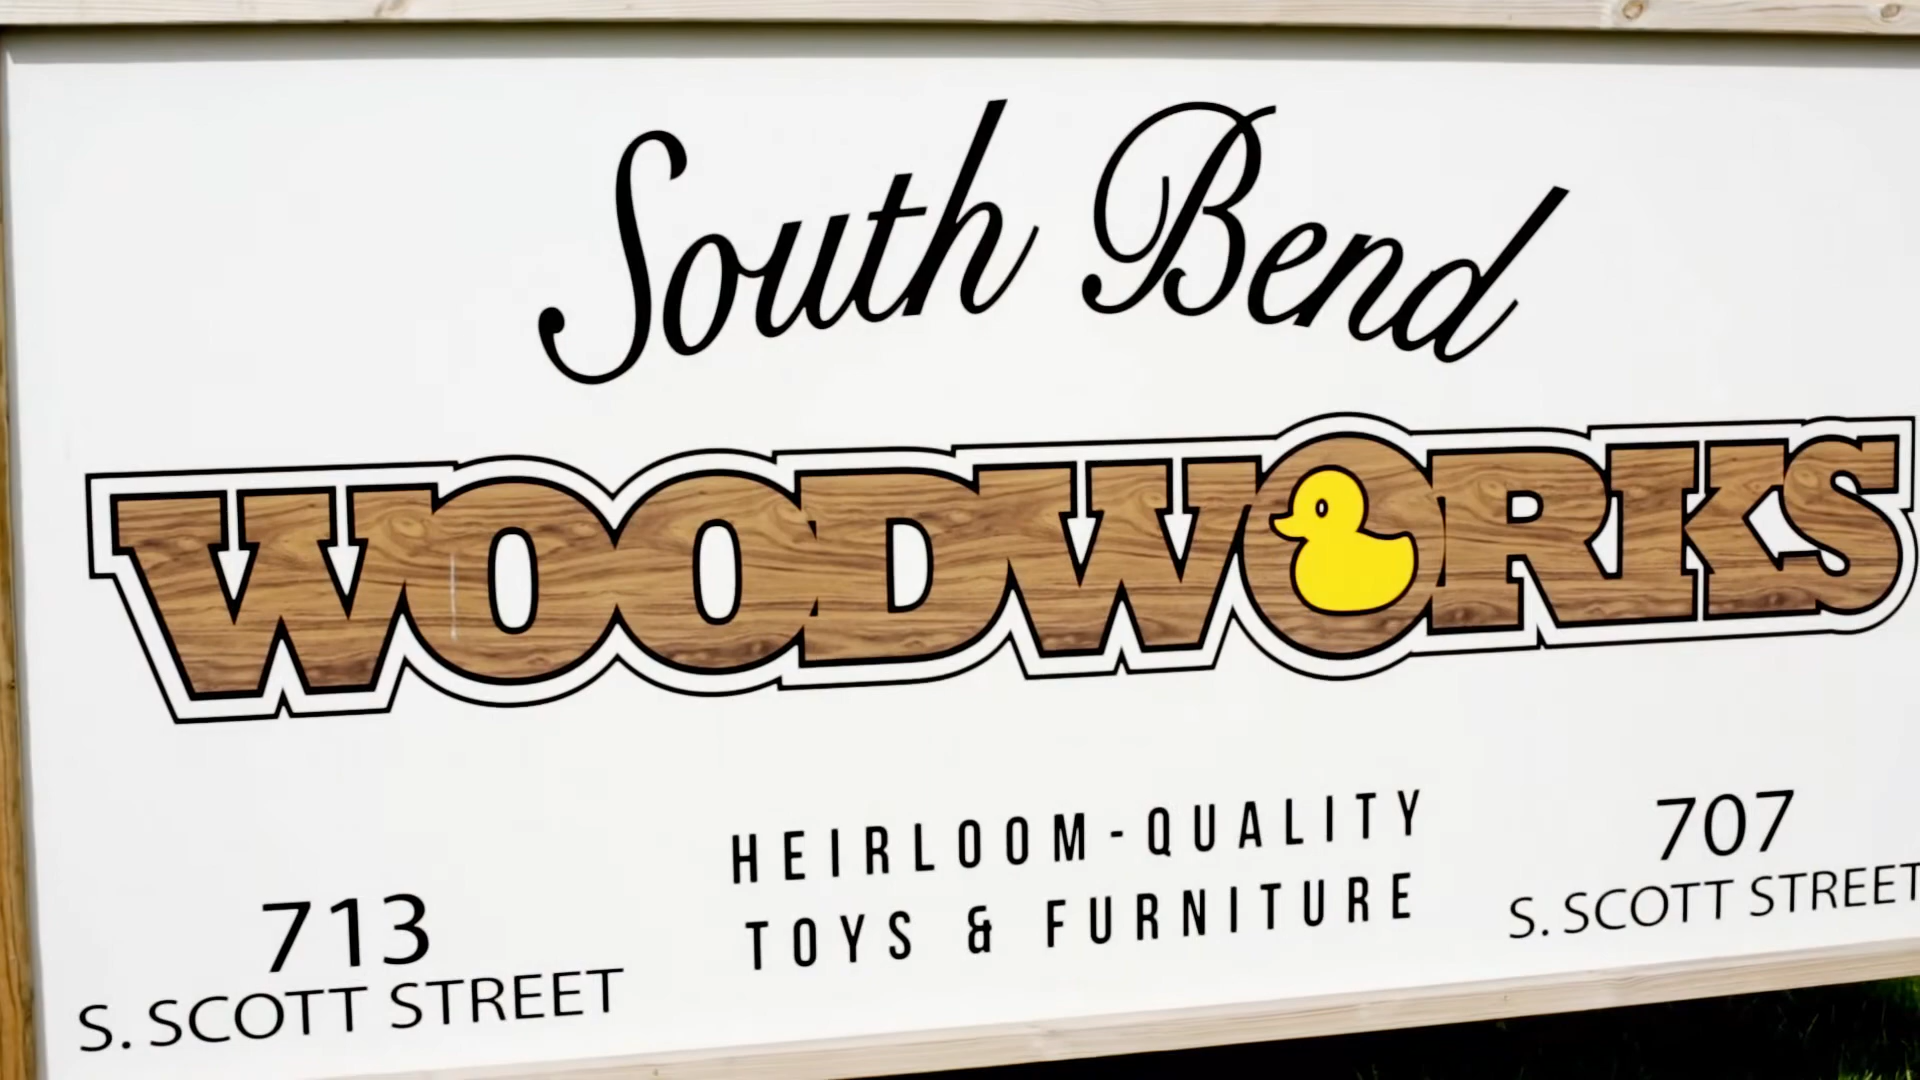 South Bend
WOODWORKS
HEIRLOOM-QUALITY
TOYS & FURNITURE
713
S. SCOTT STREET
707
S. SCOTT STREET